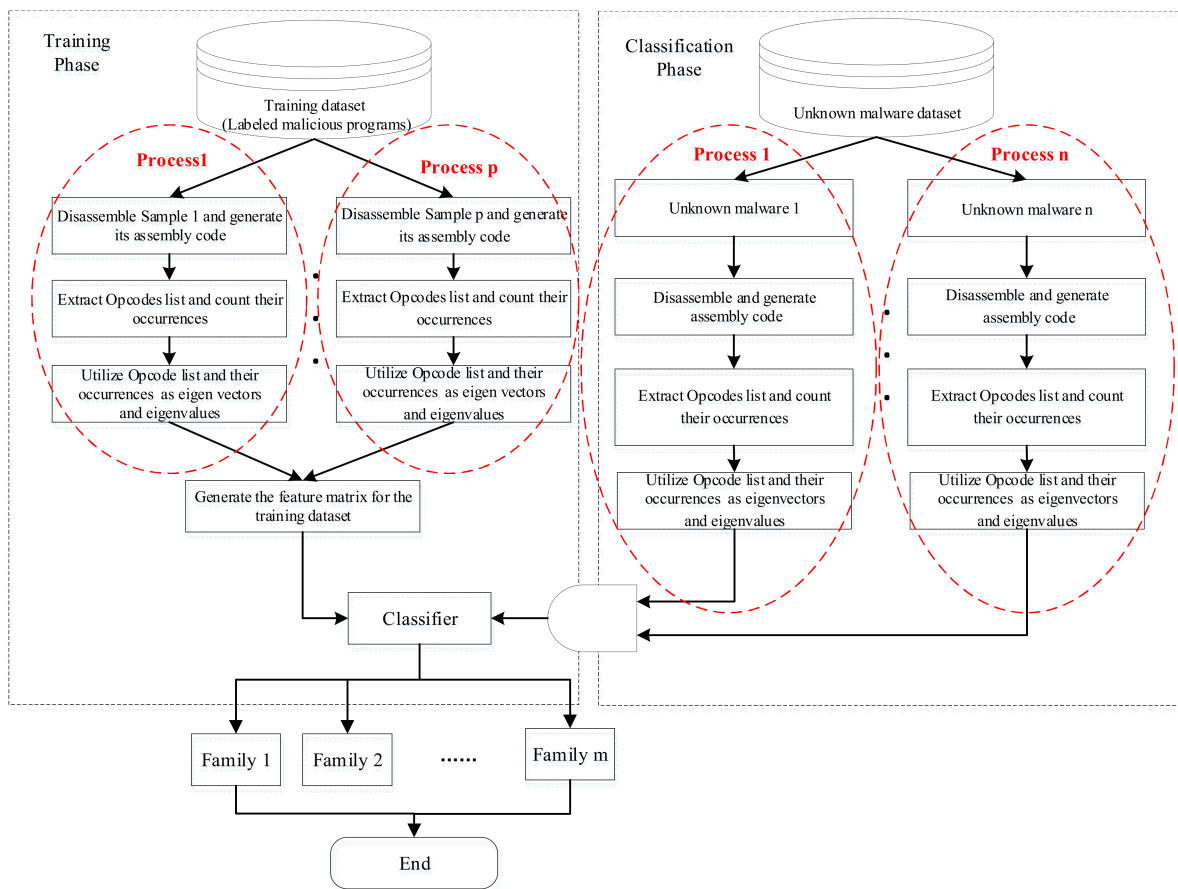 Training
Phase
Training dataset
(Labeled malicious programs)
Process1
Process p
Disassemble Sample 1 and generate
its assembly code
Disassemble Sample p and generate
its assembly code
Extract Opcodes list and count their
occurrences
Extract Opcodes list and count their
occurrences
Utilize Opcode list and their
occurrences as eigen vectors
and eigenvalues
Utilize Opcode list and their
occurrences as eigen vectors
and eigenvalues
Generate the feature matrix for the
training dataset
Classification
Phase
Unknown malware dataset
Process 1
Process n
Unknown malware 1
Unknown malware n
Disassemble and generate
assembly code
Disassemble and generate
assembly code
Extract Opcodes list and count
their occurrences
Extract Opcodes list and count
their occurrences
Utilize Opcode list and their
occurrences as eigenvectors
and eigenvalues
Utilize Opcode list and their
occurrences as eigenvectors
and eigenvalues
Classifier
Family 1
Family 2
......
Family m
End